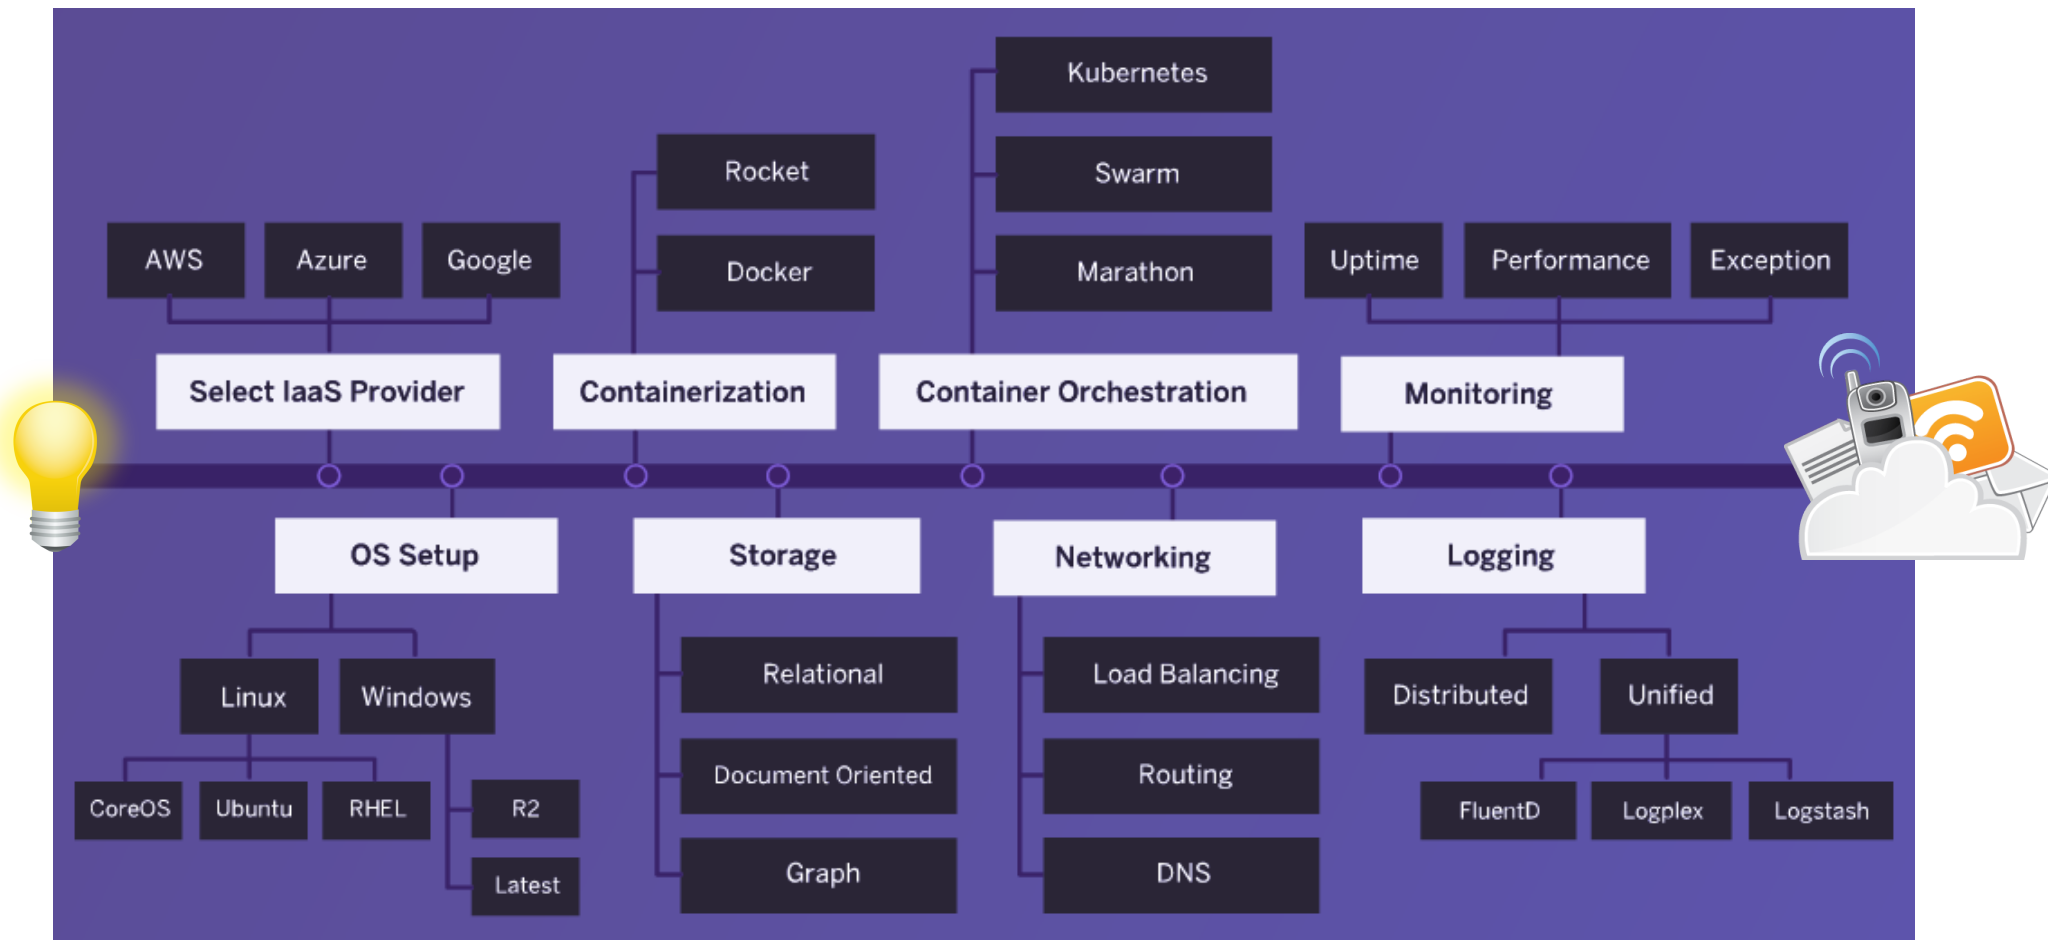 Kubernetes
Rocket
Swarm
AWS
Azure
Google
Docker
Marathon
Uptime
Performance
Exception
Select IaaS Provider
Containerization
Container Orchestration
Monitoring
OS Setup
Storage
Networking
Logging
Linux
Windows
Relational
Load Balancing
Distributed
Unified
CoreOS
Ubuntu
RHEL
R2
Document Oriented
Routing
FluentD
Logplex
Logstash
Latest
Graph
DNS